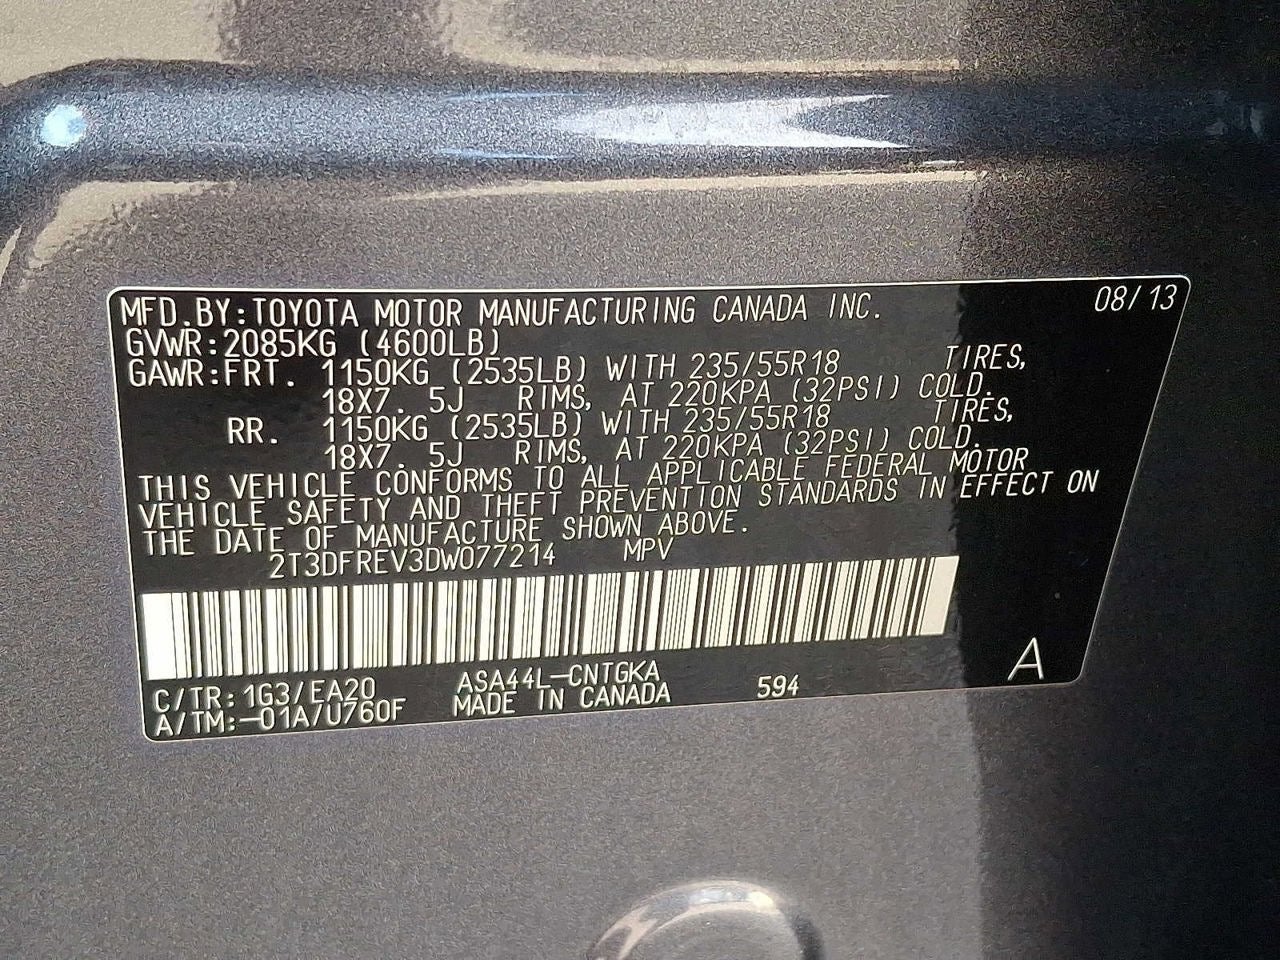 MFD.BY:TOYOTA MOTOR MANUFACTURING CANADA INC. 08/13
GVWR:2085KG (4600LB)
GAWR:FRT. 1150KG (2535LB) WITH 235/55R18 TIRES,
18X7.5J RIMS, AT 220KPA (32PSI) COLD.
RR. 1150KG (2535LB) WITH 235/55R18 TIRES,
18X7.5J RIMS, AT 220KPA (32PSI) COLD.
THIS VEHICLE CONFORMS TO ALL APPLICABLE FEDERAL MOTOR
VEHICLE SAFETY AND THEFT PREVENTION STANDARDS IN EFFECT ON
THE DATE OF MANUFACTURE SHOWN ABOVE.
2T3DFREV3DW077214 MPV
C/TR:1G3/EA20 ASA44L-CNTGKA
A/TM:-01A/U760F MADE IN CANADA 594 A